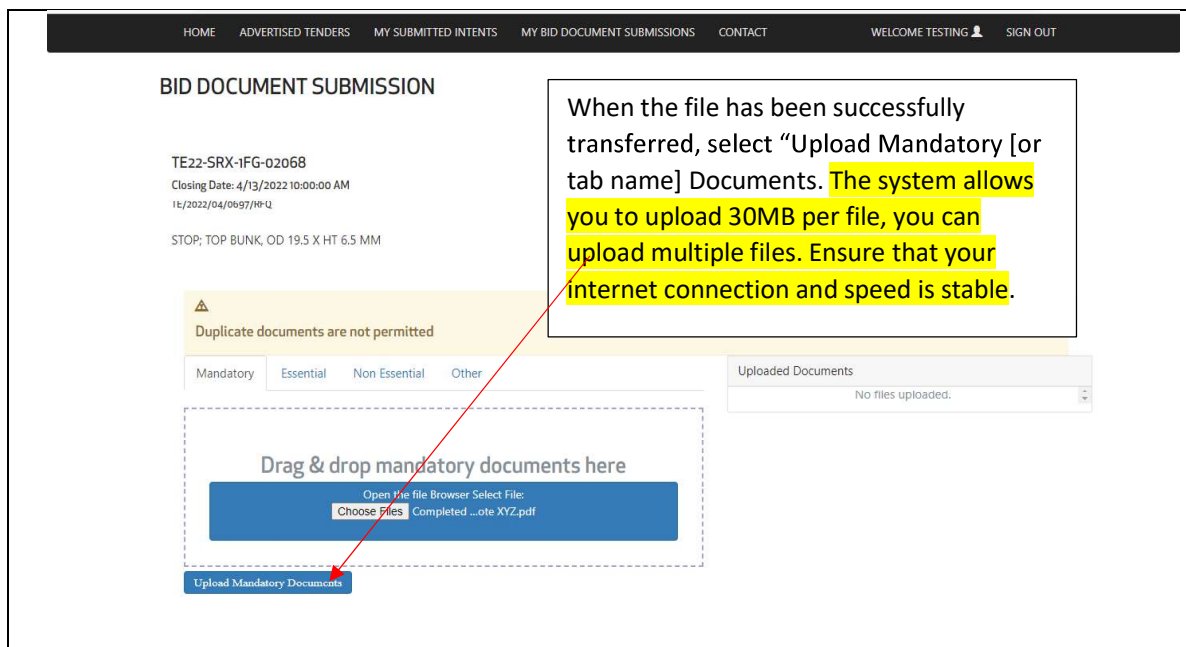 HOME ADVERTISED TENDERS MY SUBMITTED INTENTS MY BID DOCUMENT SUBMISSIONS CONTACT WELCOME TESTING SIGN OUT
BID DOCUMENT SUBMISSION
When the file has been successfully
transferred, select “Upload Mandatory [or
tab name] Documents. The system allows
you to upload 30MB per file, you can
upload multiple files. Ensure that your
internet connection and speed is stable.
TE22-SRX-1FG-02068
Closing Date: 4/13/2022 10:00:00 AM
TE/2022/04/0697/RFQ
STOP; TOP BUNK, OD 19.5 X HT 6.5 MM
Duplicate documents are not permitted
Mandatory Essential Non Essential Other
Uploaded Documents
No files uploaded.
Drag & drop mandatory documents here
Open the file Browser Select File:
Choose Files Completed ...ote XYZ.pdf
Upload Mandatory Documents